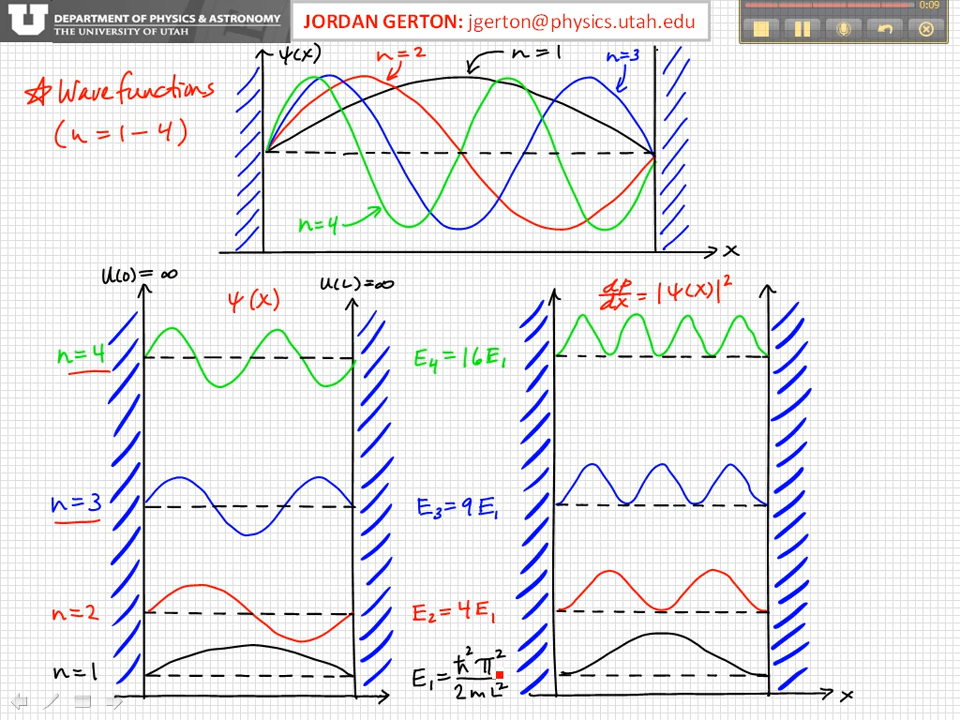 DEPARTMENT OF PHYSICS & ASTRONOMY
THE UNIVERSITY OF UTAH
JORDAN GERTON: jgerton@physics.utah.edu
0:09
* Wavefunctions
(n = 1 - 4)
ψ(x)
n=2
n=1
n=3
n=4
x
U(0) = ∞
ψ(x)
U(L) = ∞
dP/dx = |ψ(x)|²
n=4
E₄ = 16E₁
n=3
E₃ = 9E₁
n=2
E₂ = 4E₁
n=1
E₁ = ħ²π²/2mL²
x